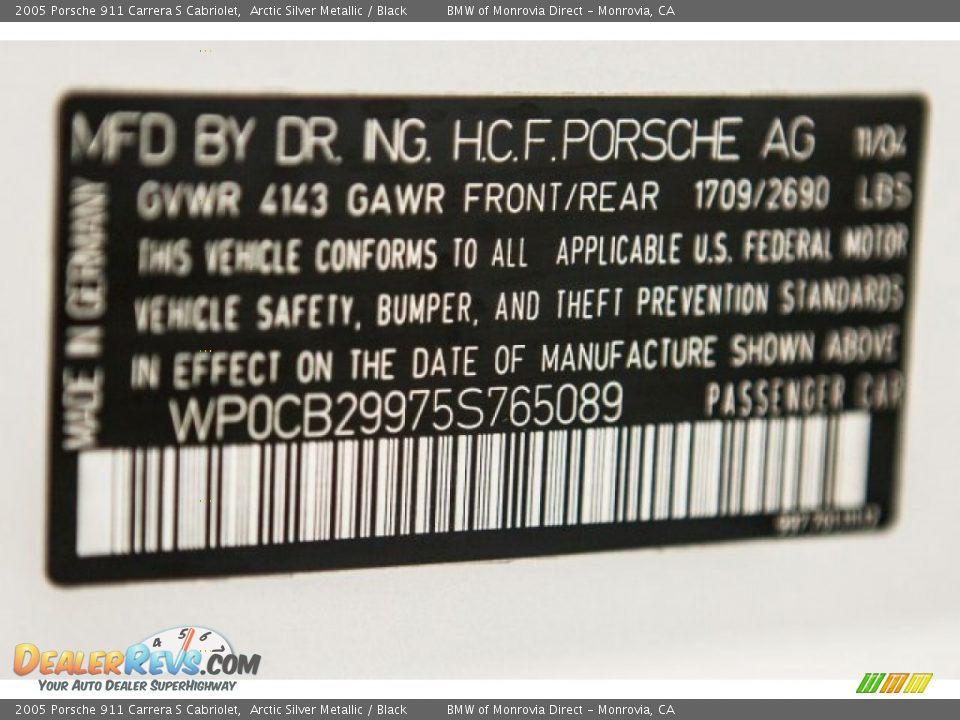 2005 Porsche 911 Carrera S Cabriolet, Arctic Silver Metallic / Black BMW of Monrovia Direct - Monrovia, CA
MFD BY DR. ING. H.C.F. PORSCHE AG 11/04
GVWR 4143 GAWR FRONT/REAR 1709/2690 LBS
THIS VEHICLE CONFORMS TO ALL APPLICABLE U.S. FEDERAL MOTOR
VEHICLE SAFETY, BUMPER, AND THEFT PREVENTION STANDARDS
IN EFFECT ON THE DATE OF MANUFACTURE SHOWN ABOVE
WP0CB29975S765089 PASSENGER CAR
MADE IN GERMANY
4 5 6
DEALERREVS.COM
YOUR AUTO DEALER SUPERHIGHWAY
2005 Porsche 911 Carrera S Cabriolet, Arctic Silver Metallic / Black BMW of Monrovia Direct - Monrovia, CA